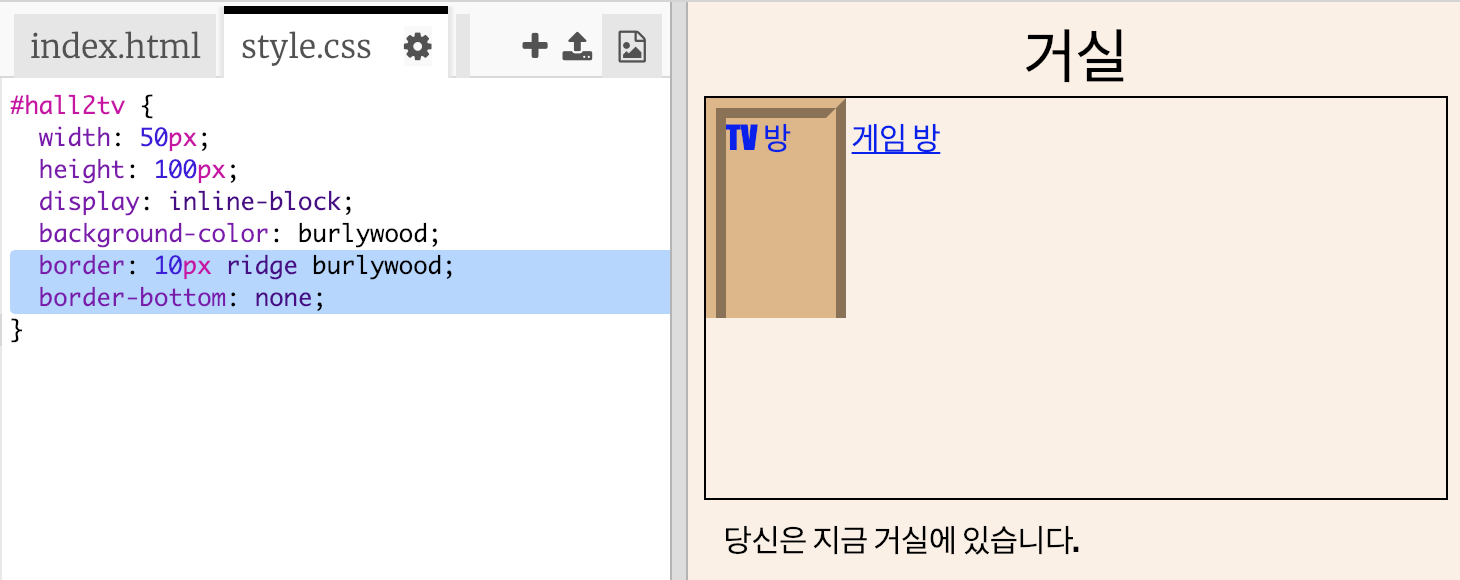 index.html style.css
#hall2tv {
width: 50px;
height: 100px;
display: inline-block;
background-color: burlywood;
border: 10px ridge burlywood;
border-bottom: none;
}
거실
TV 방 게임 방
당신은 지금 거실에 있습니다.